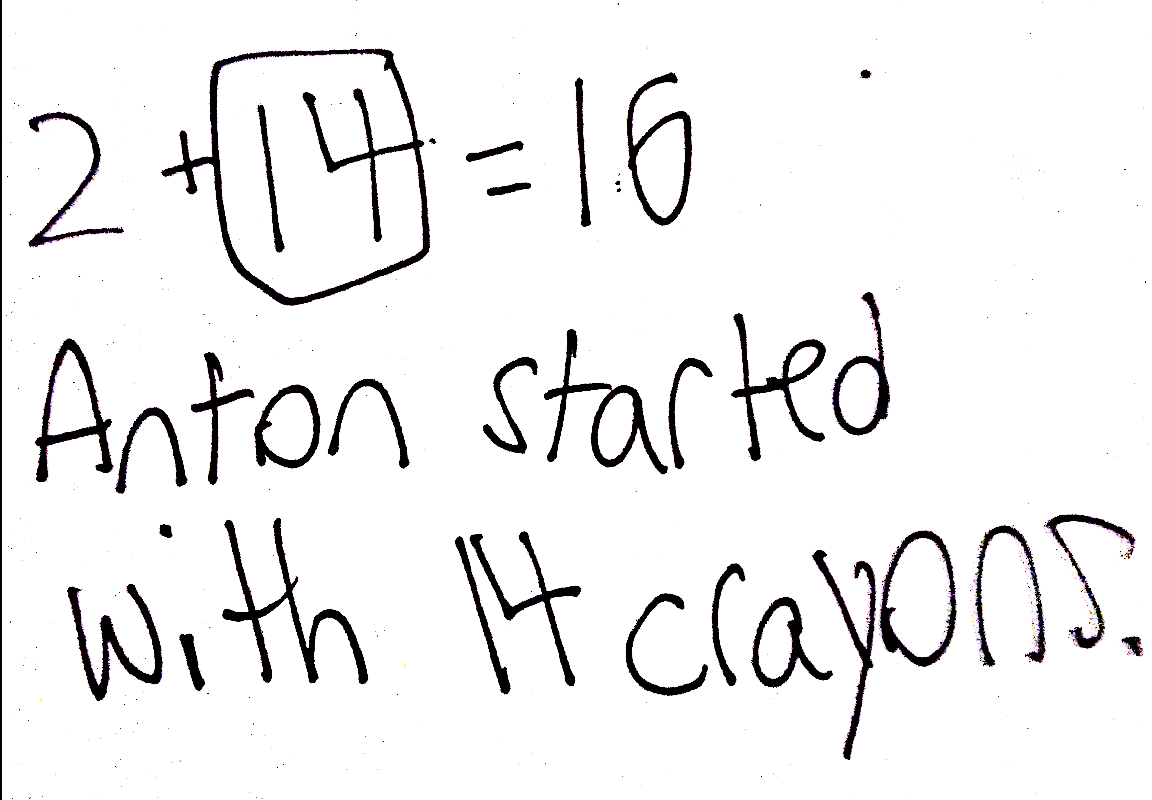 2 + 14 = 16
Anton started
with 14 crayons.